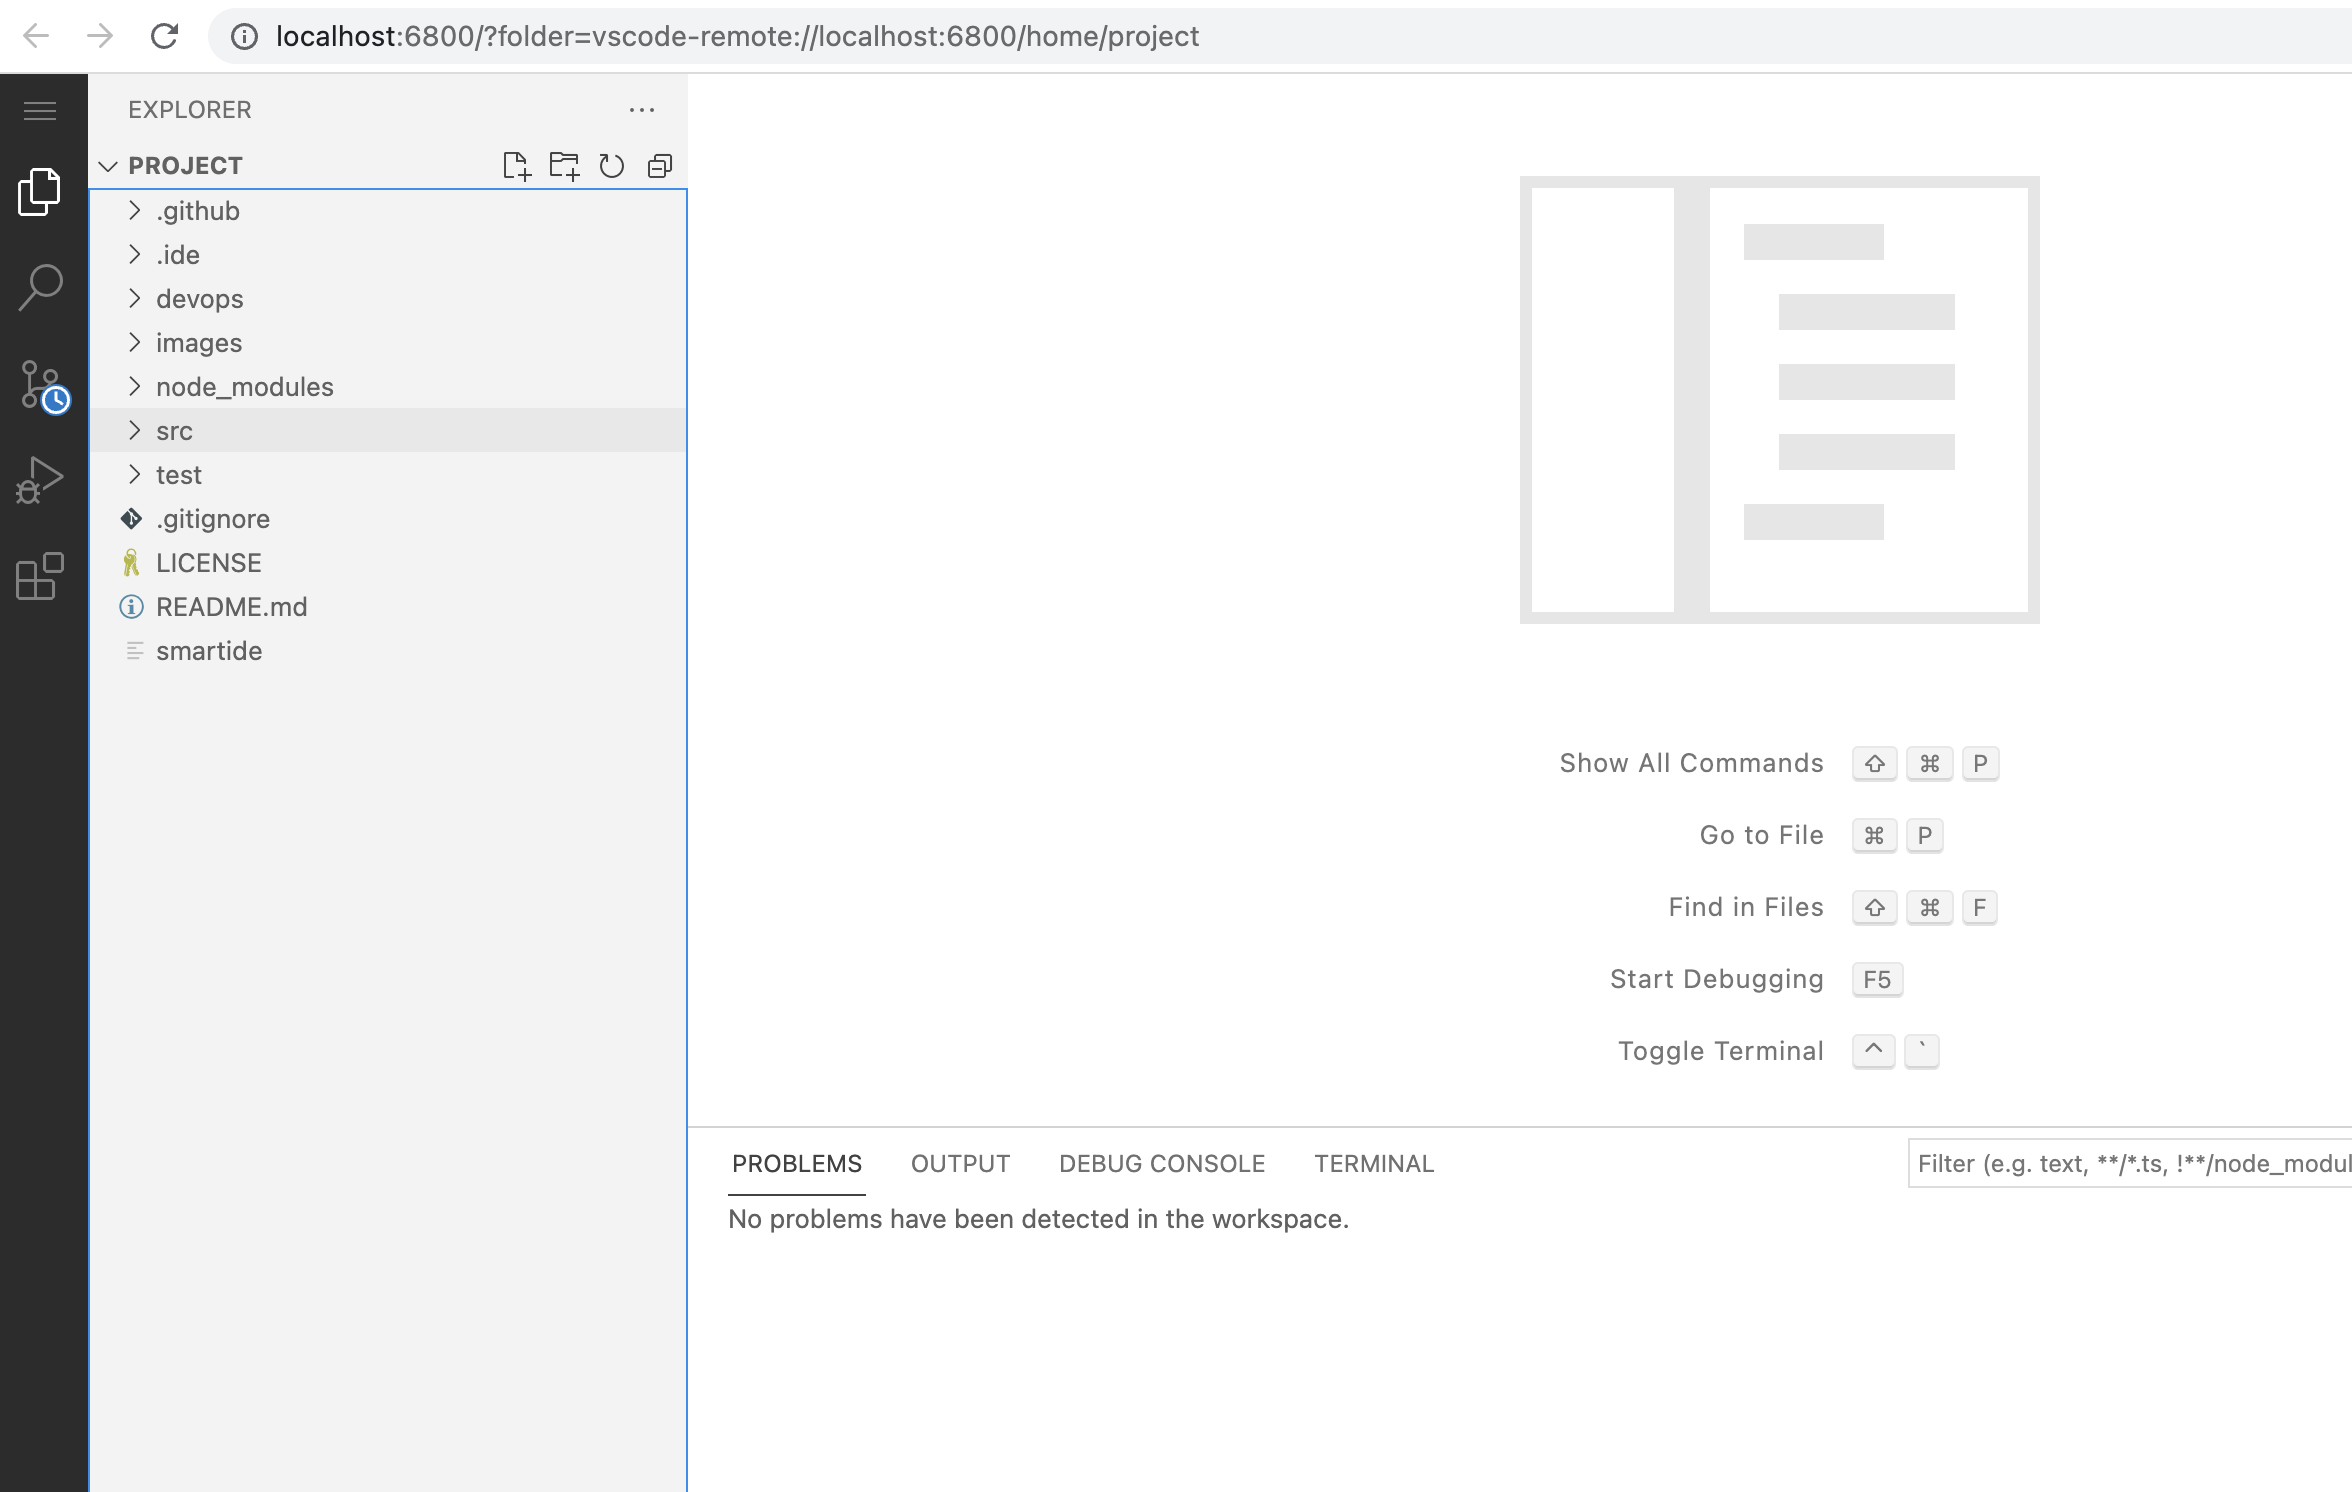 localhost:6800/?folder=vscode-remote://localhost:6800/home/project
EXPLORER
PROJECT
.github
.ide
devops
images
node_modules
src
test
.gitignore
LICENSE
README.md
smartide
Show All Commands ⇧ ⌘ P
Go to File ⌘ P
Find in Files ⇧ ⌘ F
Start Debugging F5
Toggle Terminal ^ `
PROBLEMS OUTPUT DEBUG CONSOLE TERMINAL
Filter (e.g. text, **/*.ts, !**/node_modul
No problems have been detected in the workspace.